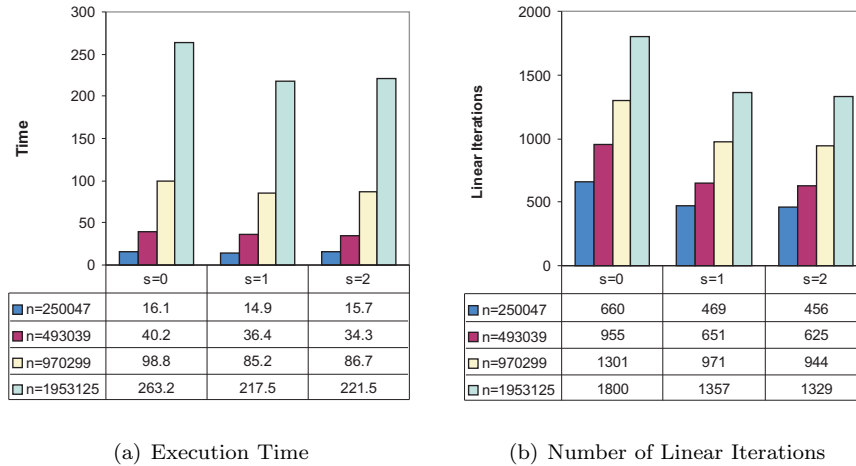 300
250
200
150
100
50
0
Time
s=0 s=1 s=2
n=250047 16.1 14.9 15.7
n=493039 40.2 36.4 34.3
n=970299 98.8 85.2 86.7
n=1953125 263.2 217.5 221.5
(a) Execution Time
2000
1500
1000
500
0
Linear Iterations
s=0 s=1 s=2
n=250047 660 469 456
n=493039 955 651 625
n=970299 1301 971 944
n=1953125 1800 1357 1329
(b) Number of Linear Iterations